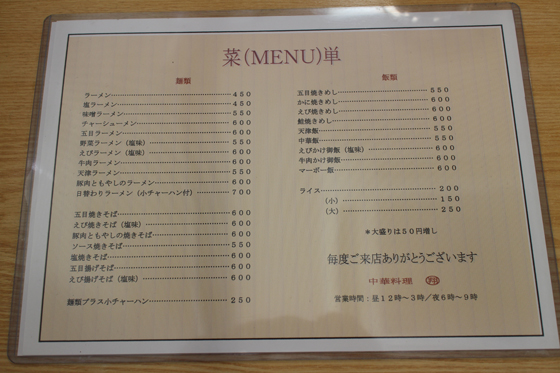 菜(MENU)単
麺類
ラーメン 450
塩ラーメン 450
味噌ラーメン 550
チャーシューメン 600
五目ラーメン 600
野菜ラーメン(塩味) 550
えびラーメン(塩味) 600
牛肉ラーメン 600
天津ラーメン 550
豚肉ともやしのラーメン 600
日替わりラーメン(小チャーハン付) 700
五目焼きそば 600
えび焼きそば(塩味) 600
豚肉ともやしの焼きそば 600
ソース焼きそば 550
塩焼きそば 600
五目揚げそば 600
えび揚げそば(塩味) 600
麺類プラス小チャーハン 250
飯類
五目焼きめし 550
かに焼きめし 600
えび焼きめし 600
鮭焼きめし 600
天津飯 550
中華飯 550
えびかけ御飯(塩味) 600
牛肉かけ御飯 600
マーボー飯 600
ライス 200
(小) 150
(大) 250
*大盛りは50円増し
毎度ご来店ありがとうございます
中華料理
営業時間:昼12時~3時/夜6時~9時